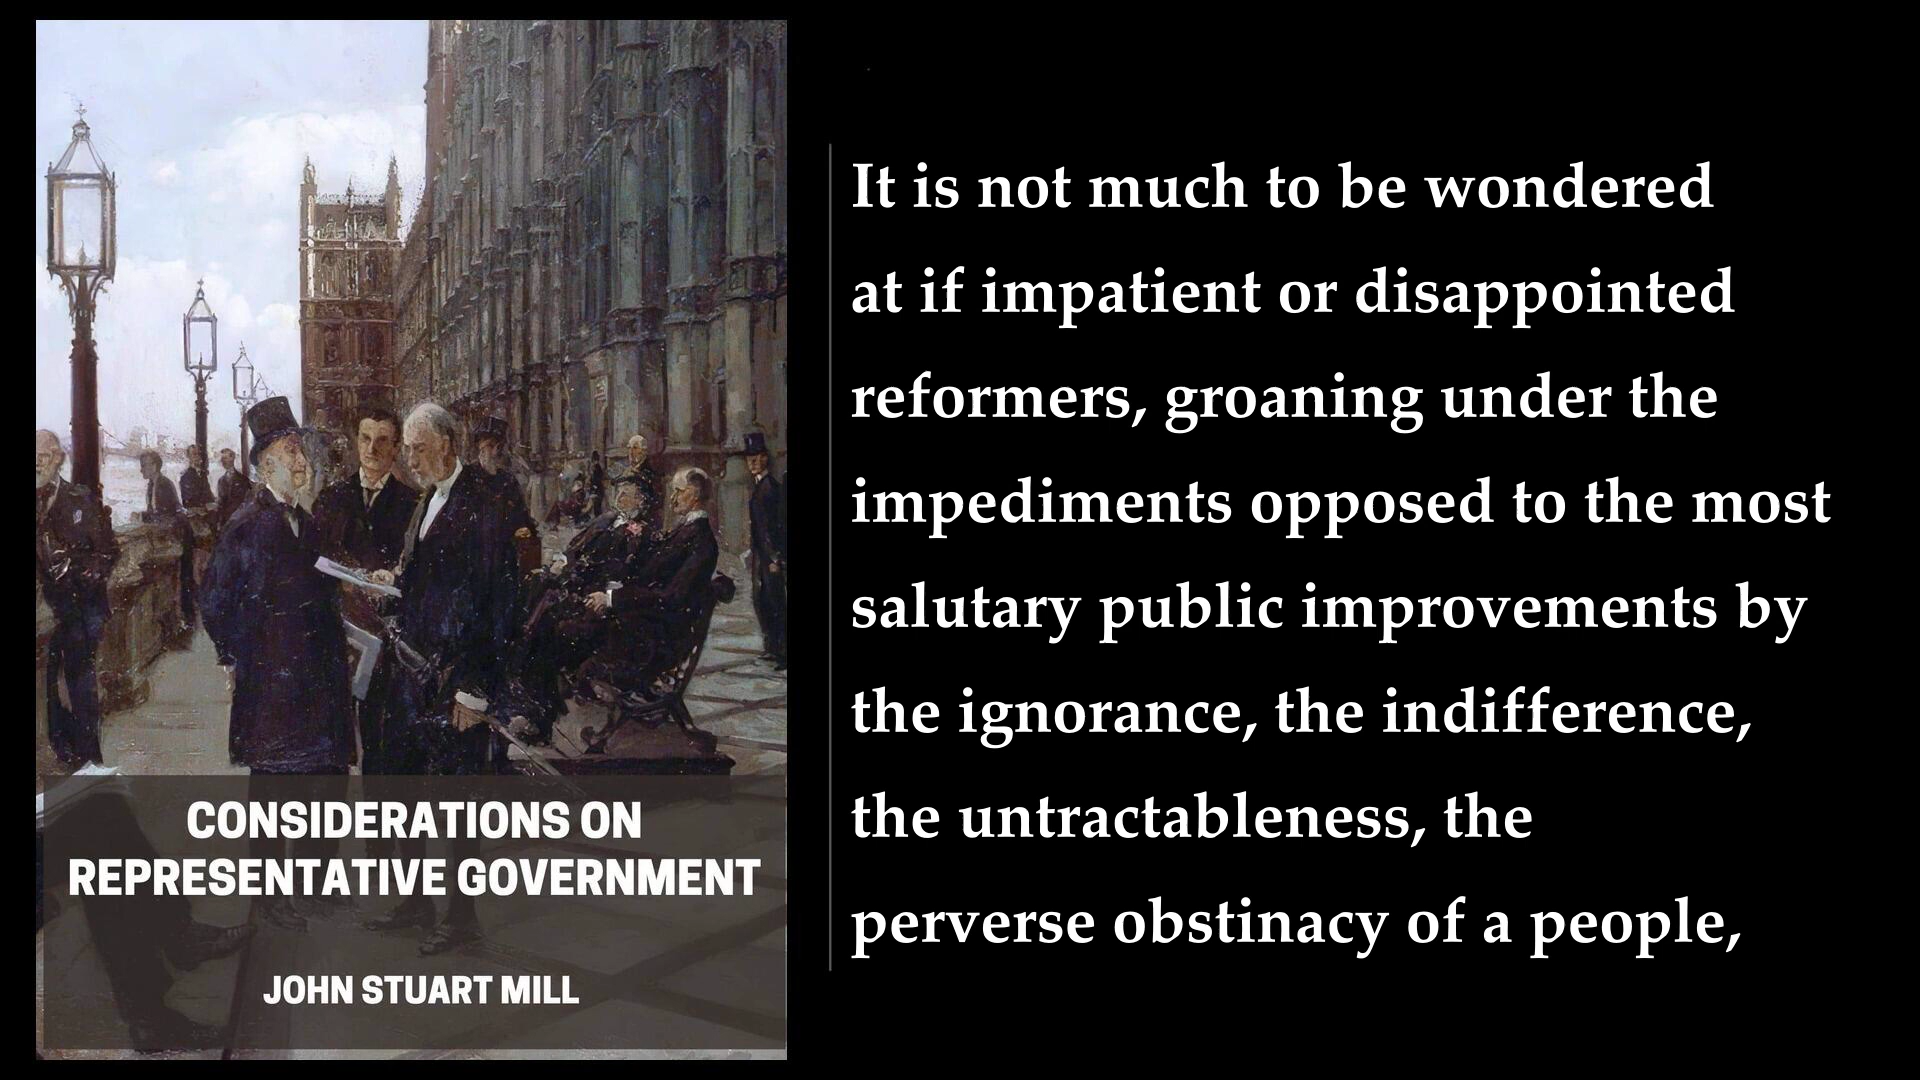 CONSIDERATIONS ON
REPRESENTATIVE GOVERNMENT
JOHN STUART MILL
It is not much to be wondered
at if impatient or disappointed
reformers, groaning under the
impediments opposed to the most
salutary public improvements by
the ignorance, the indifference,
the untractableness, the
perverse obstinacy of a people,